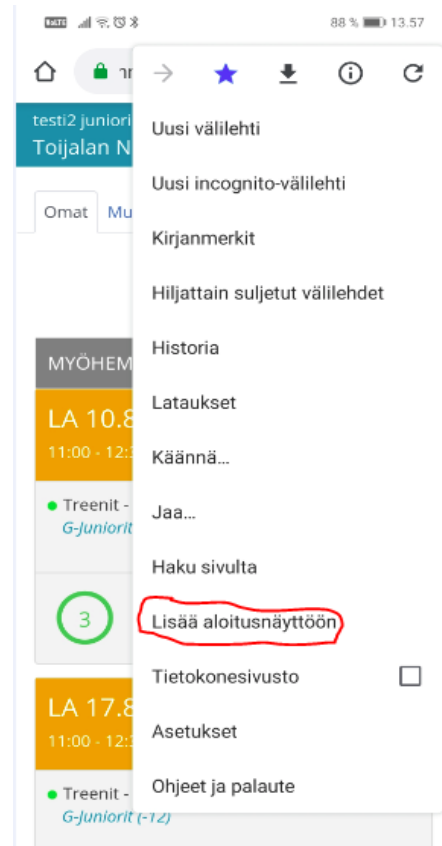 VoLTE 88 % 13.57
testi2 juniori
Toijalan N
Omat Mu
Uusi välilehti
Uusi incognito-välilehti
Kirjanmerkit
Hiljattain suljetut välilehdet
Historia
Lataukset
Käännä...
Jaa...
Haku sivulta
Lisää aloitusnäyttöön
Tietokonesivusto
Asetukset
Ohjeet ja palaute
MYÖHEM
LA 10.8
11:00 - 12:
Treenit -
G-Juniorit
3
LA 17.8
11:00 - 12:
Treenit -
G-Juniorit (-12)